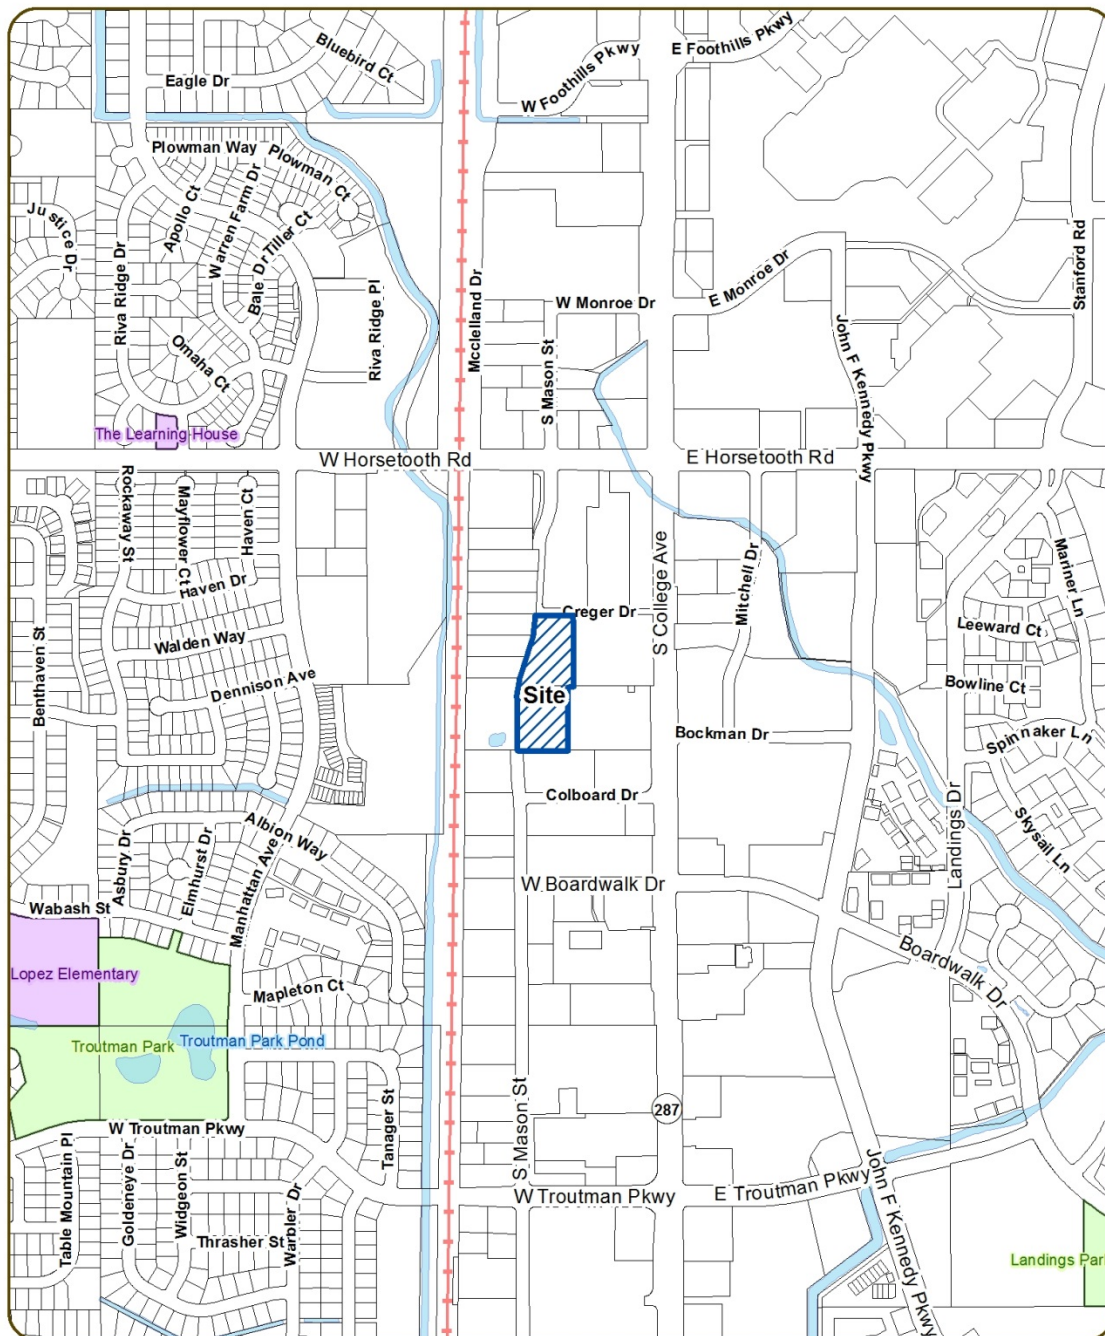 Bluebird Ct
E Foothills Pkwy
Eagle Dr
W Foothills Pkwy
Plowman Way
Plowman Ct
Justice Dr
Apollo Ct
Warren Farm Dr
Tiller Ct
Bale Dr
Riva Ridge Dr
Riva Ridge Pl
Mcclelland Dr
W Monroe Dr
E Monroe Dr
Stanford Rd
John F Kennedy Pkwy
Omaha Ct
S Mason St
The Learning House
W Horsetooth Rd
E Horsetooth Rd
Rockaway St
Mayflower Ct
Haven Ct
Haven Dr
S College Ave
Mitchell Dr
Mariner Ln
Creger Dr
Leeward Ct
Walden Way
Benthaven St
Dennison Ave
Site
Bowline Ct
Bockman Dr
Spinnaker Ln
Colboard Dr
Landings Dr
Skysail Ln
Albion Way
Asbury Dr
Elmhurst Dr
Manhattan Ave
W Boardwalk Dr
Wabash St
Boardwalk Dr
Lopez Elementary
Mapleton Ct
Troutman Park
Troutman Park Pond
Tanager St
S Mason St
287
W Troutman Pkwy
Table Mountain Pl
Goldeneye Dr
Widgeon St
Warbler Dr
Thrasher St
W Troutman Pkwy
E Troutman Pkwy
John F Kennedy Pkwy
Landings Par